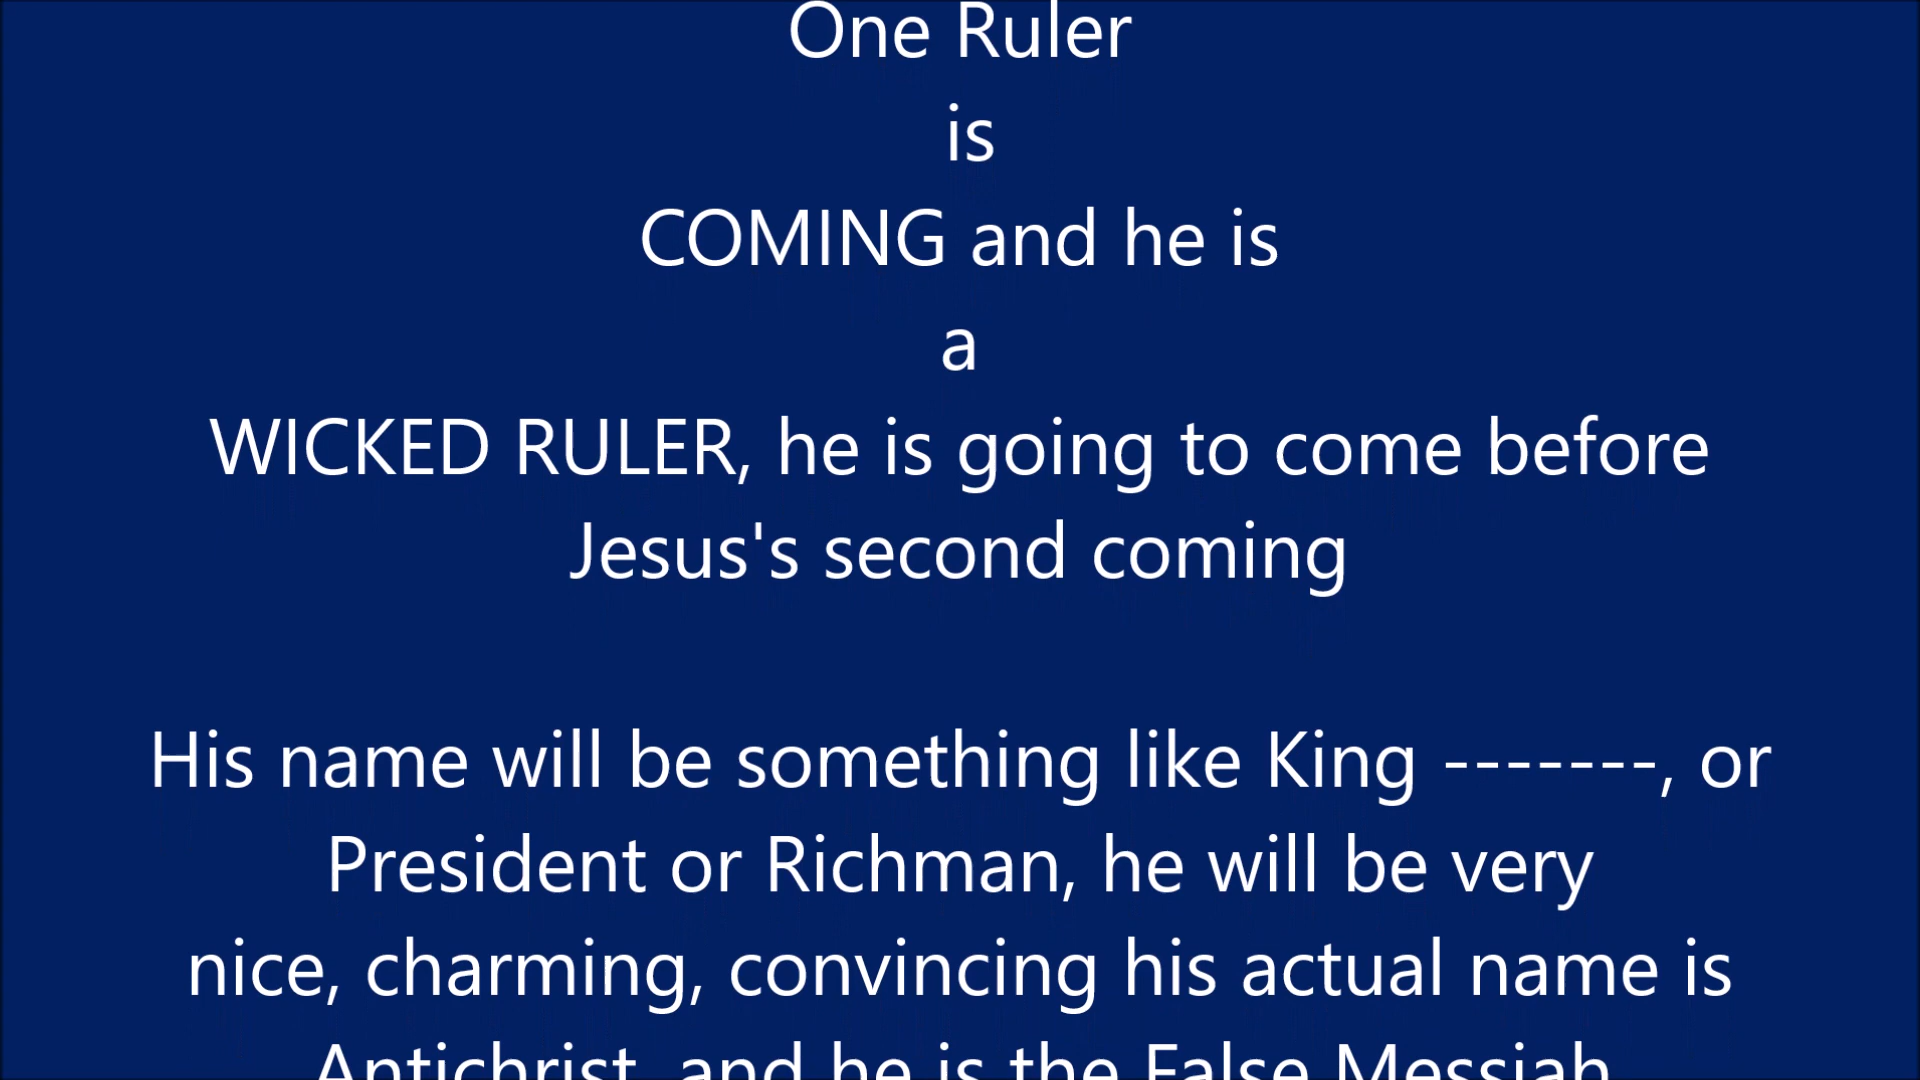 One Ruler
is
COMING and he is
a
WICKED RULER, he is going to come before
Jesus's second coming
His name will be something like King -------, or
President or Richman, he will be very
nice, charming, convincing his actual name is
Antichrist, and he is the False Messiah